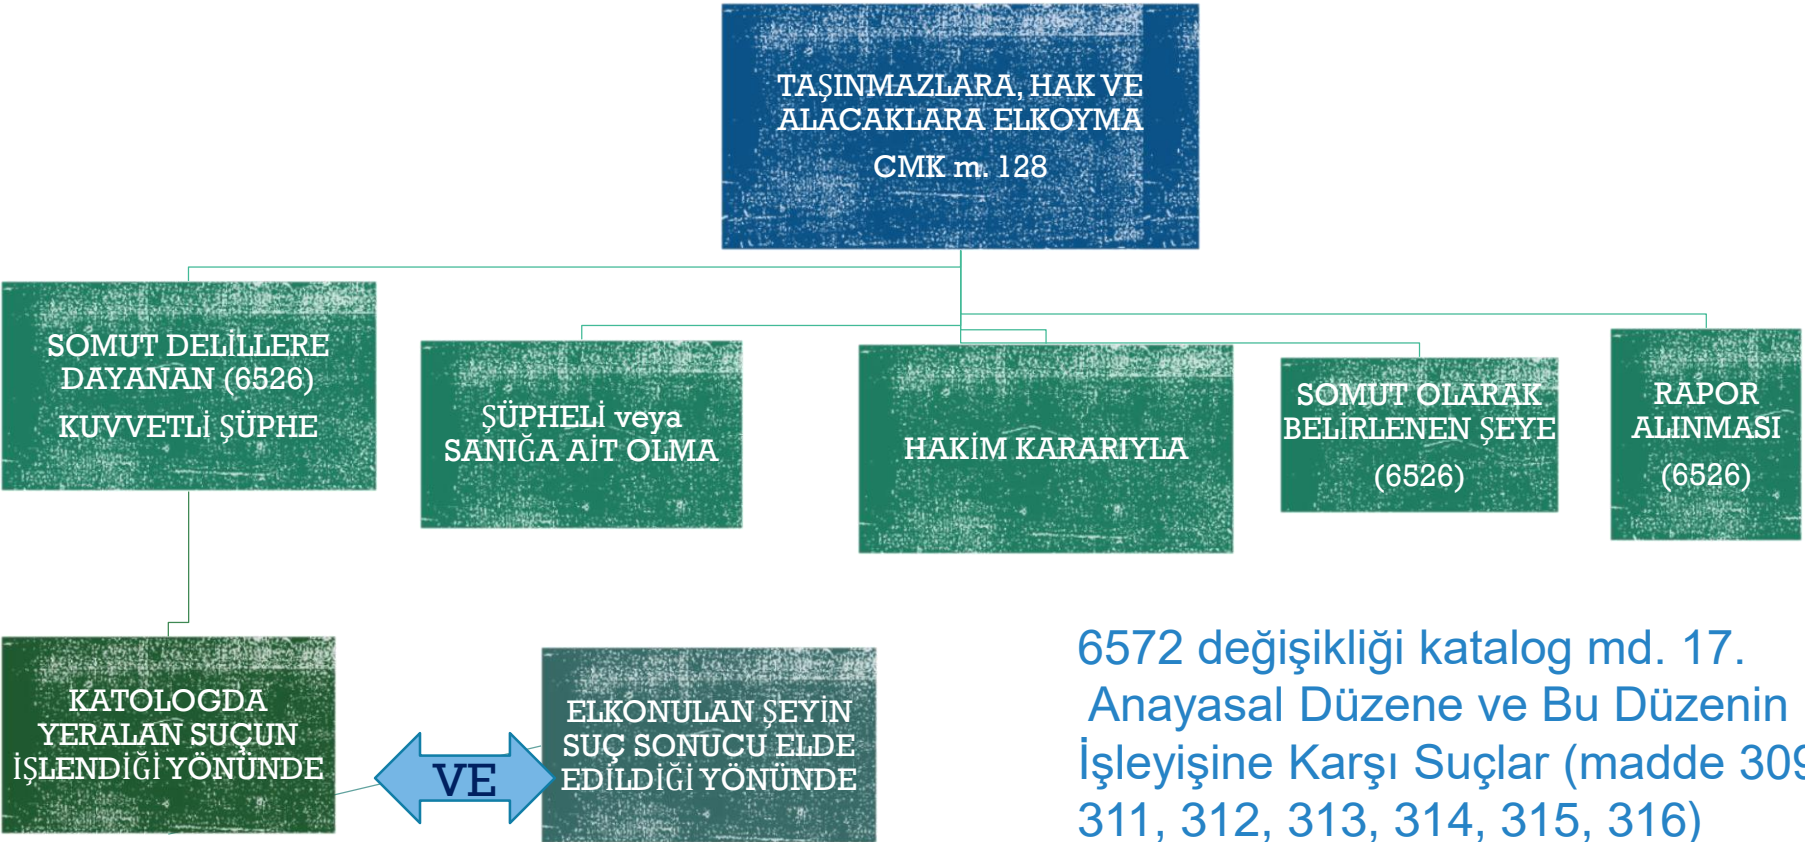 TAŞINMAZLARA, HAK VE
ALACAKLARA ELKOYMA
CMK m. 128
SOMUT DELİLLERE
DAYANAN (6526)
KUVVETLİ ŞÜPHE
ŞÜPHELİ veya
SANIĞA AİT OLMA
HAKİM KARARIYLA
SOMUT OLARAK
BELİRLENEN ŞEYE
(6526)
RAPOR
ALINMASI
(6526)
KATOLOGDA
YERALAN SUÇUN
İŞLENDİĞİ YÖNÜNDE
VE
ELKONULAN ŞEYİN
SUÇ SONUCU ELDE
EDİLDİĞİ YÖNÜNDE
6572 değişikliği katalog md. 17.
Anayasal Düzene ve Bu Düzenin
İşleyişine Karşı Suçlar (madde 309
311, 312, 313, 314, 315, 316)